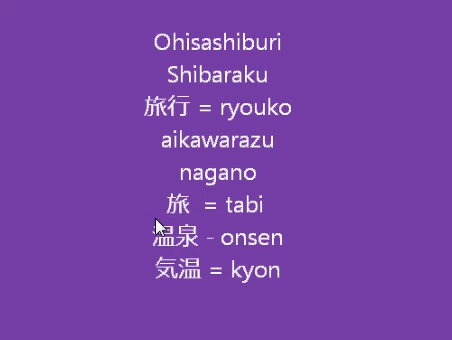 Ohisashiburi
Shibaraku
旅行 = ryouko
aikawarazu
nagano
旅 = tabi
温泉 - onsen
気温 = kyon